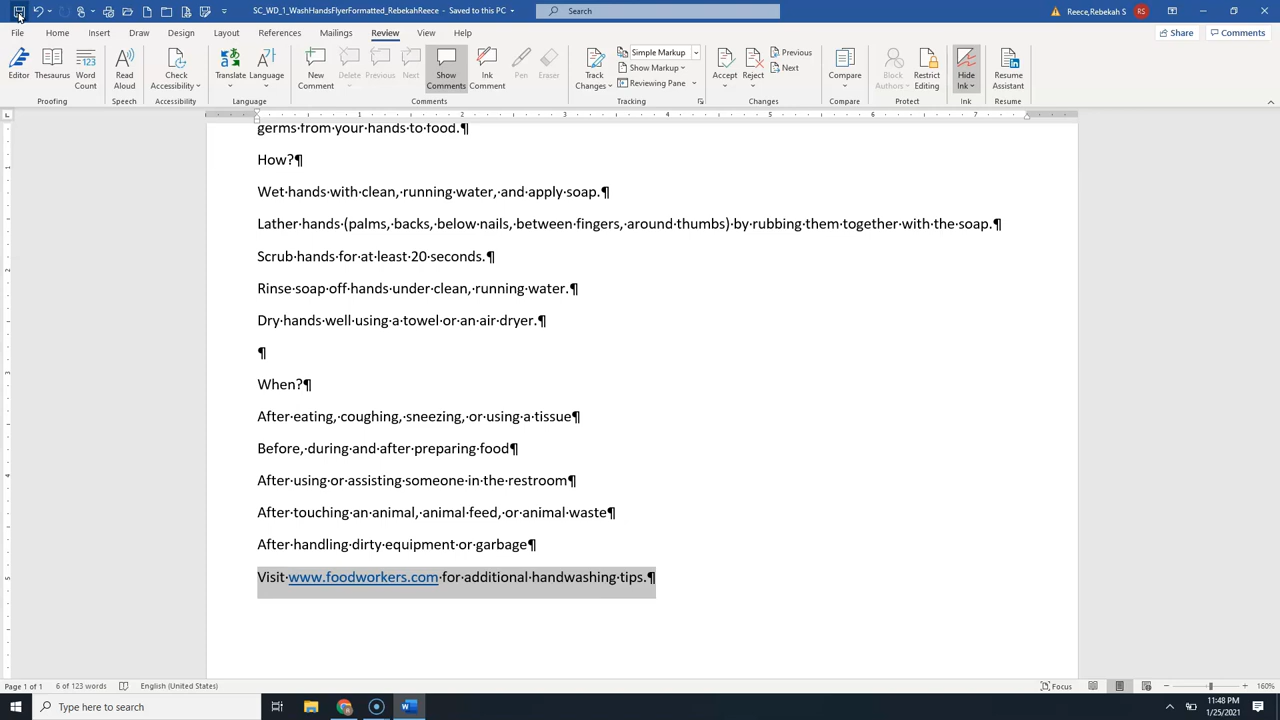 SC_WD_1_WashHandsFlyerFormatted_RebekahReece - Saved to this PC
Search
Reece,Rebekah S
RS
File Home Insert Draw Design Layout References Mailings Review View Help
Share Comments
Editor
Thesaurus
Word Count
Proofing
Read Aloud
Speech
Check Accessibility
Accessibility
Translate
Language
Language
New Comment
Delete
Previous
Next
Show Comments
Ink Comment
Pen
Eraser
Comments
Track Changes
Simple Markup
Show Markup
Reviewing Pane
Tracking
Accept
Reject
Previous
Next
Changes
Compare
Compare
Block Authors
Restrict Editing
Protect
Hide Ink
Ink
Resume Assistant
Resume
1 2 3 4 5 6 7
germs·from·your·hands·to·food.¶
How?¶
Wet·hands·with·clean,·running·water,·and·apply·soap.¶
Lather·hands·(palms,·backs,·below·nails,·between·fingers,·around·thumbs)·by·rubbing·them·together·with·the·soap.¶
Scrub·hands·for·at·least·20·seconds.¶
Rinse·soap·off·hands·under·clean,·running·water.¶
Dry·hands·well·using·a·towel·or·an·air·dryer.¶
¶
When?¶
After·eating,·coughing,·sneezing,·or·using·a·tissue¶
Before,·during·and·after·preparing·food¶
After·using·or·assisting·someone·in·the·restroom¶
After·touching·an·animal,·animal·feed,·or·animal·waste¶
After·handling·dirty·equipment·or·garbage¶
Visit·www.foodworkers.com·for·additional·handwashing·tips.¶
Page 1 of 1 6 of 123 words English (United States)
Focus
160%
Type here to search
11:48 PM
1/25/2021